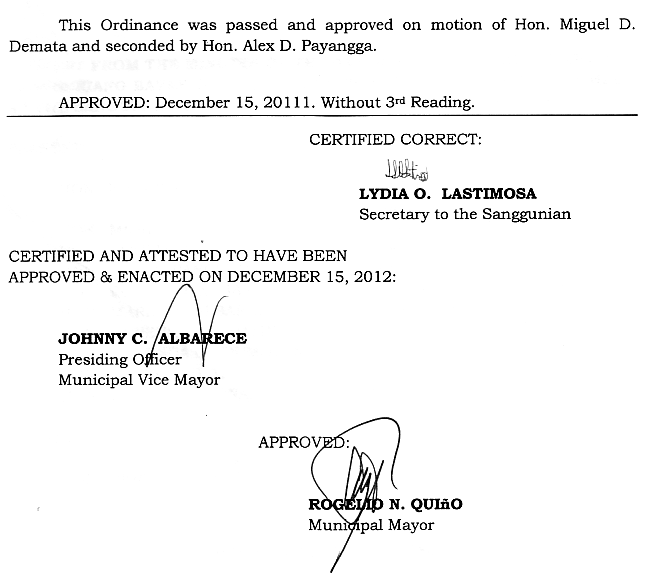 This Ordinance was passed and approved on motion of Hon. Miguel D.
Demata and seconded by Hon. Alex D. Payangga.
APPROVED: December 15, 20111. Without 3rd Reading.
CERTIFIED CORRECT:
LYDIA O. LASTIMOSA
Secretary to the Sanggunian
CERTIFIED AND ATTESTED TO HAVE BEEN
APPROVED & ENACTED ON DECEMBER 15, 2012:
JOHNNY C. ALBARECE
Presiding Officer
Municipal Vice Mayor
APPROVED:
ROGELIO N. QUIñO
Municipal Mayor